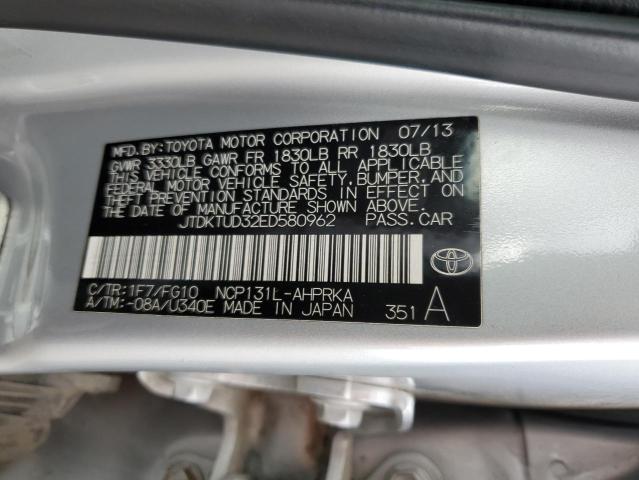 MFD. BY: TOYOTA MOTOR CORPORATION 07/13
GVWR 3330LB GAWR FR 1830LB RR 1830LB
THIS VEHICLE CONFORMS TO ALL APPLICABLE
FEDERAL MOTOR VEHICLE SAFETY, BUMPER, AND
THEFT PREVENTION STANDARDS IN EFFECT ON
THE DATE OF MANUFACTURE SHOWN ABOVE.
JTDKTUD32ED580962 PASS. CAR
C/TR: 1F7/FG10 NCP131L-AHPRKA
A/TM: -08A/U340E MADE IN JAPAN 351 A